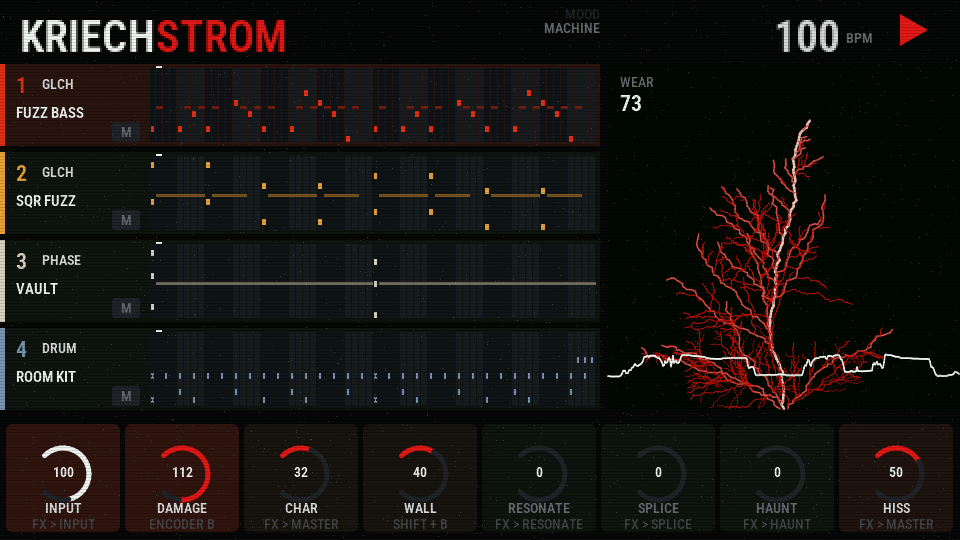 KRIECHSTROM
MOOD
MACHINE
100 BPM
1 GLCH
FUZZ BASS
M
2 GLCH
SQR FUZZ
M
3 PHASE
VAULT
M
4 DRUM
ROOM KIT
M
WEAR
73
100
INPUT
FX > INPUT
112
DAMAGE
ENCODER B
32
CHAR
FX > MASTER
40
WALL
SHIFT + B
0
RESONATE
FX > RESONATE
0
SPLICE
FX > SPLICE
0
HAUNT
FX > HAUNT
50
HISS
FX > MASTER